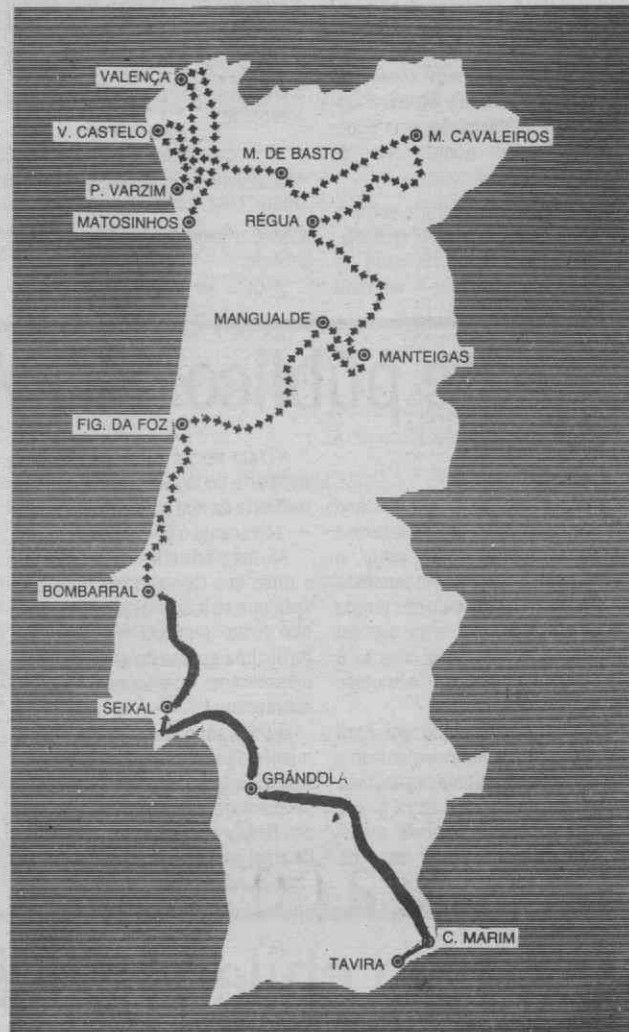 VALENÇA
V. CASTELO
M. CAVALEIROS
M. DE BASTO
P. VARZIM
MATOSINHOS
RÉGUA
MANGUALDE
MANTEIGAS
FIG. DA FOZ
BOMBARRAL
SEIXAL
GRÂNDOLA
C. MARIM
TAVIRA